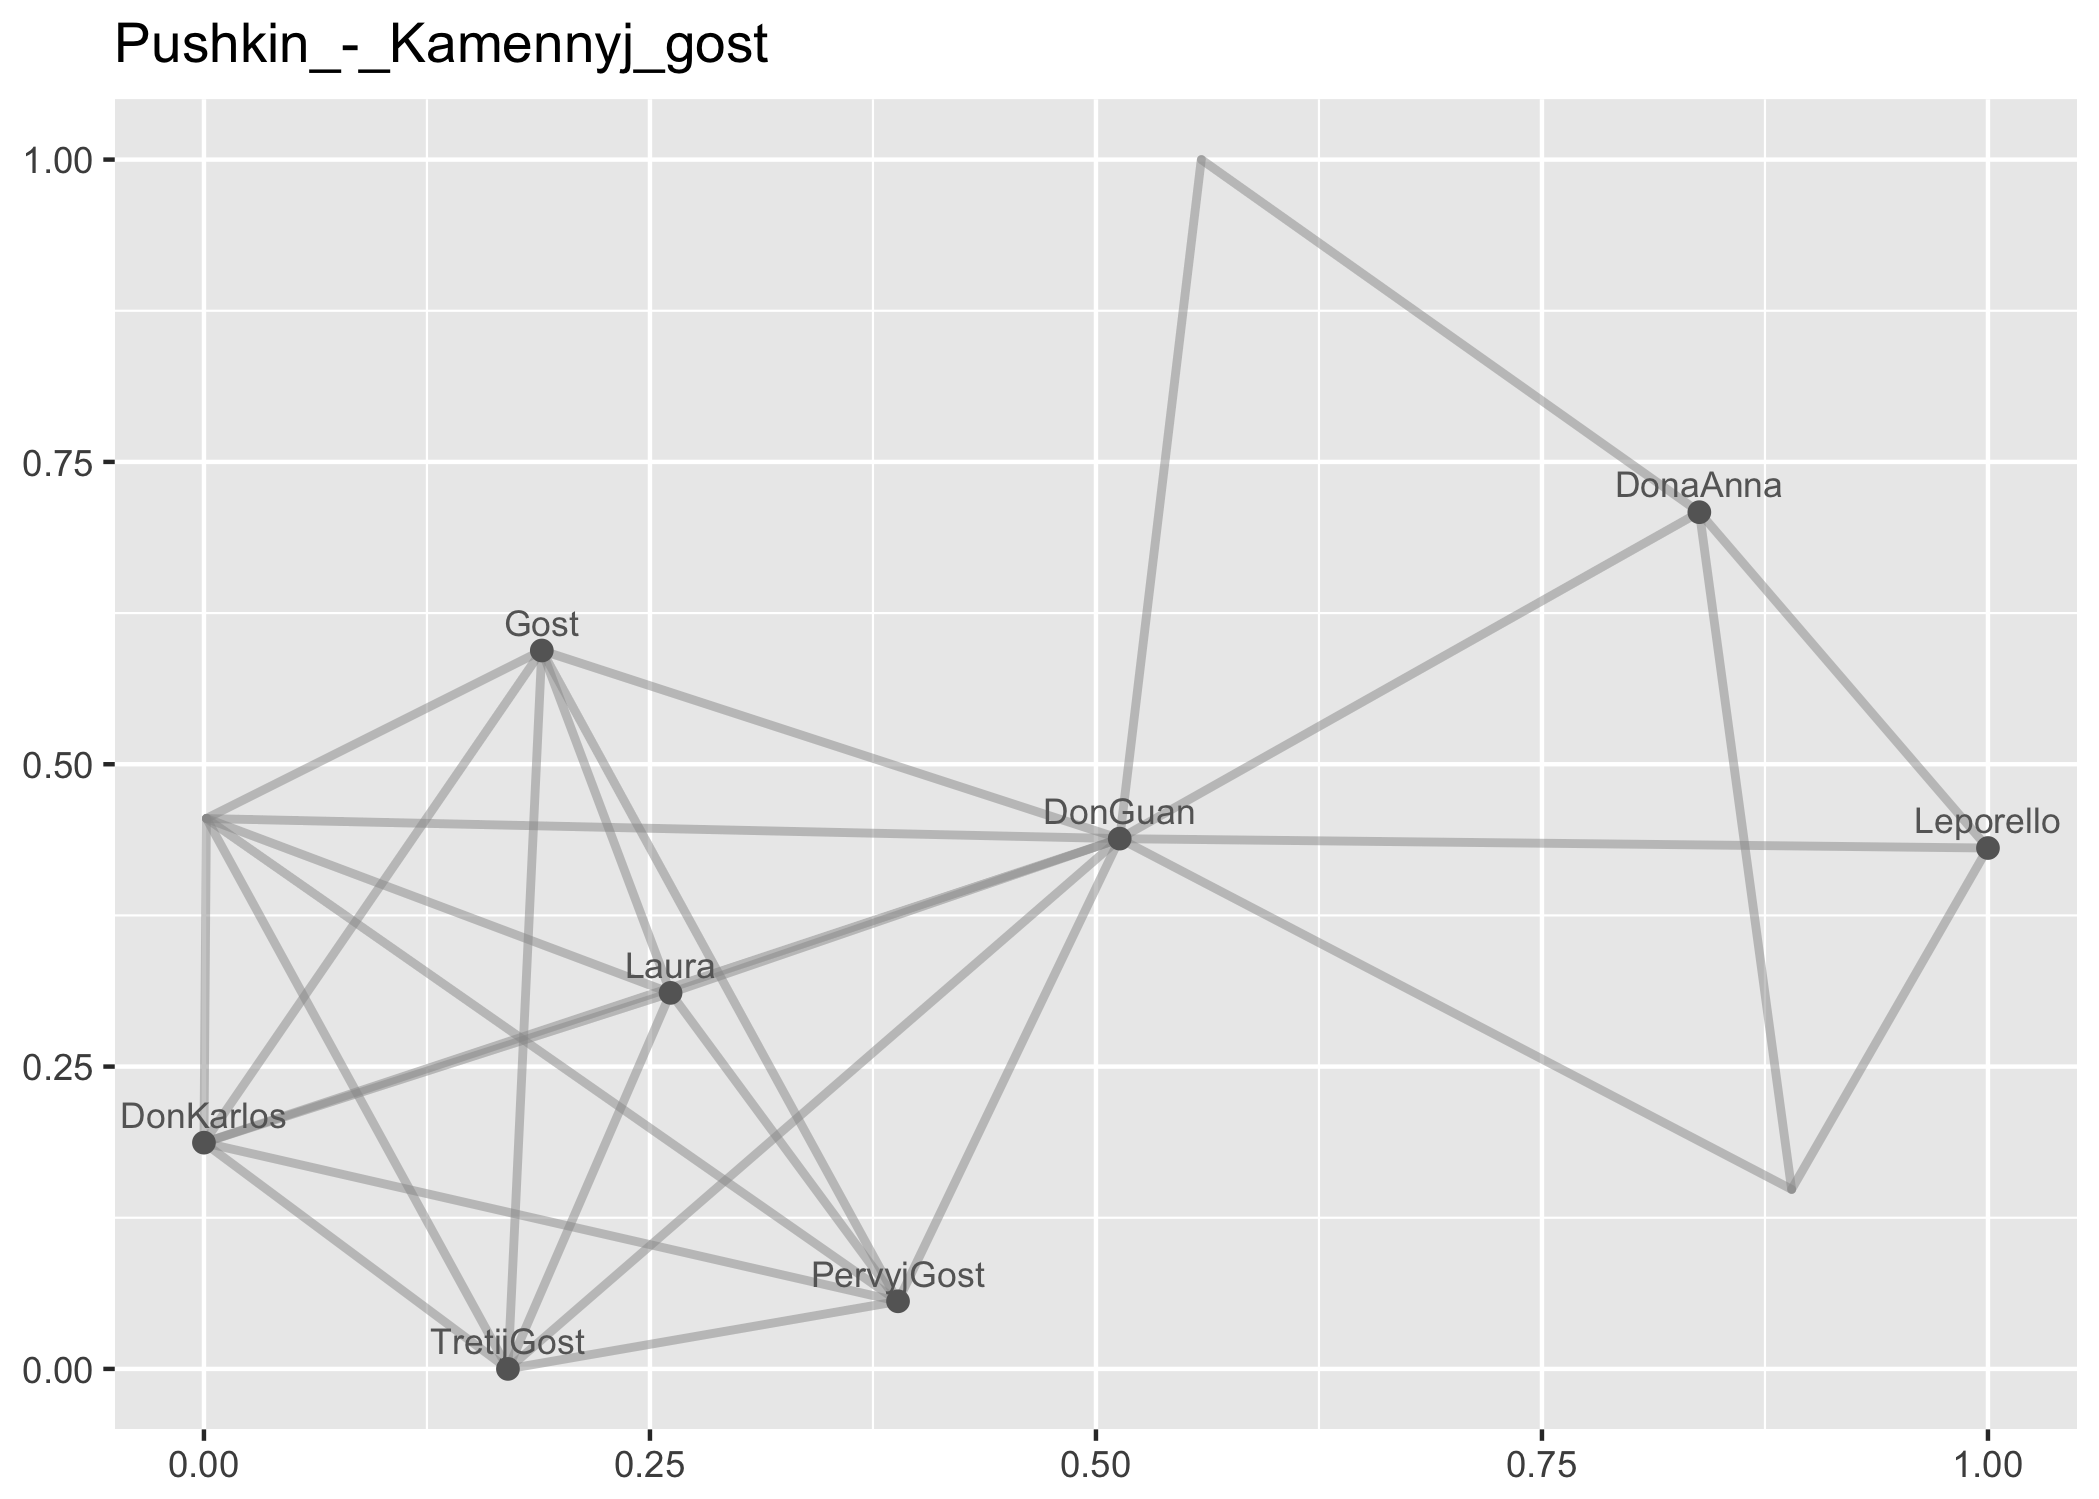 Pushkin_-_Kamennyj_gost
1.00
0.75
0.50
0.25
0.00
DonaAnna
Gost
DonGuan
Leporello
Laura
DonKarlos
PervyjGost
TretijGost
0.00 0.25 0.50 0.75 1.00